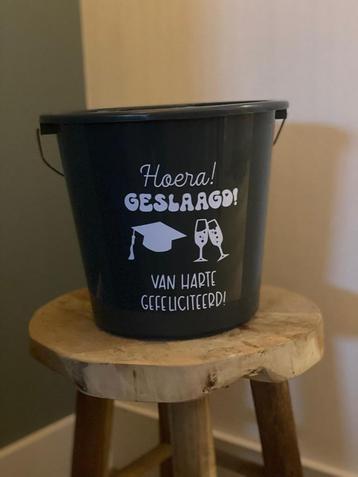 Hoera!
GESLAAGD!
VAN HARTE
GEFELICITEERD!